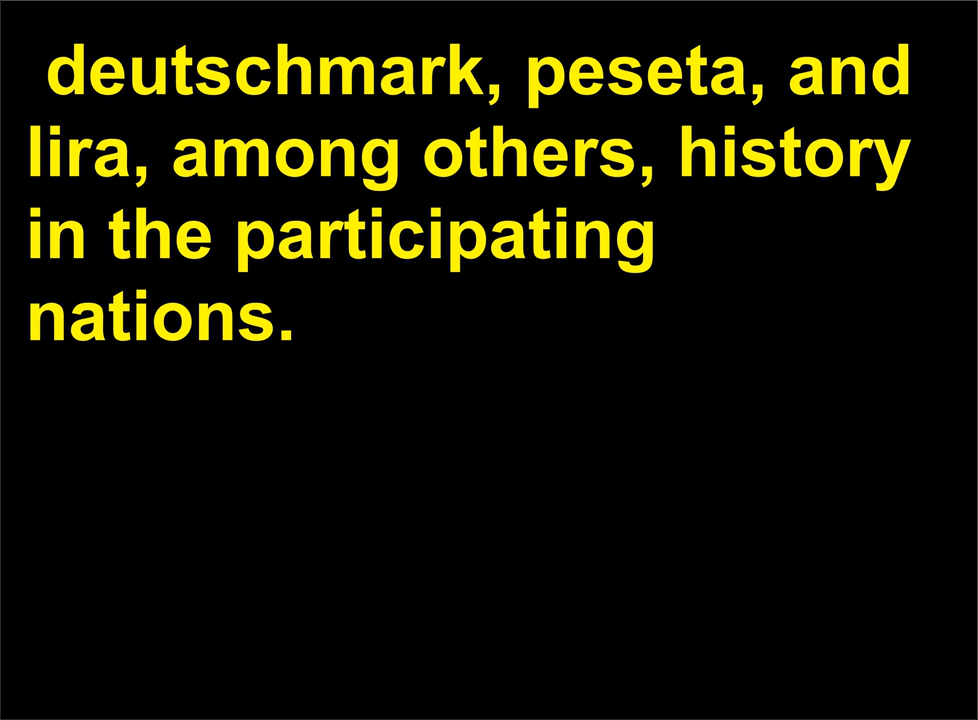 deutschmark, peseta, and
lira, among others, history
in the participating
nations.